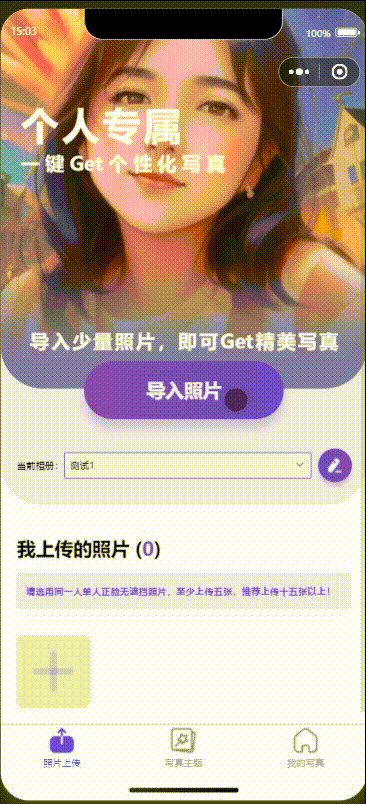 15:03
100%
个人专属
一键 Get 个性化写真
导入少量照片，即可Get精美写真
导入照片
当前相册：
测试1
我上传的照片 (0)
请选用同一人单人正脸无遮挡照片，至少上传五张，推荐上传十五张以上！
照片上传
写真主题
我的写真